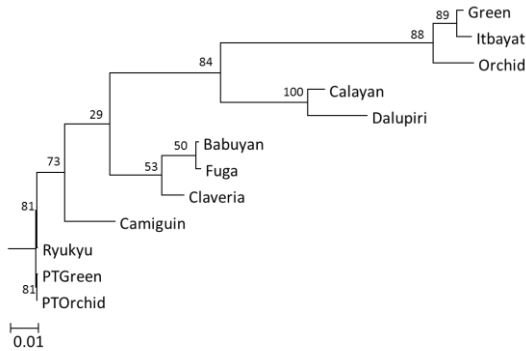 89 Green
88 Itbayat
84 Orchid
100 Calayan
Dalupiri
29
50 Babuyan
53 Fuga
73 Claveria
81 Camiguin
Ryukyu
PTGreen
81 PTOrchid
0.01